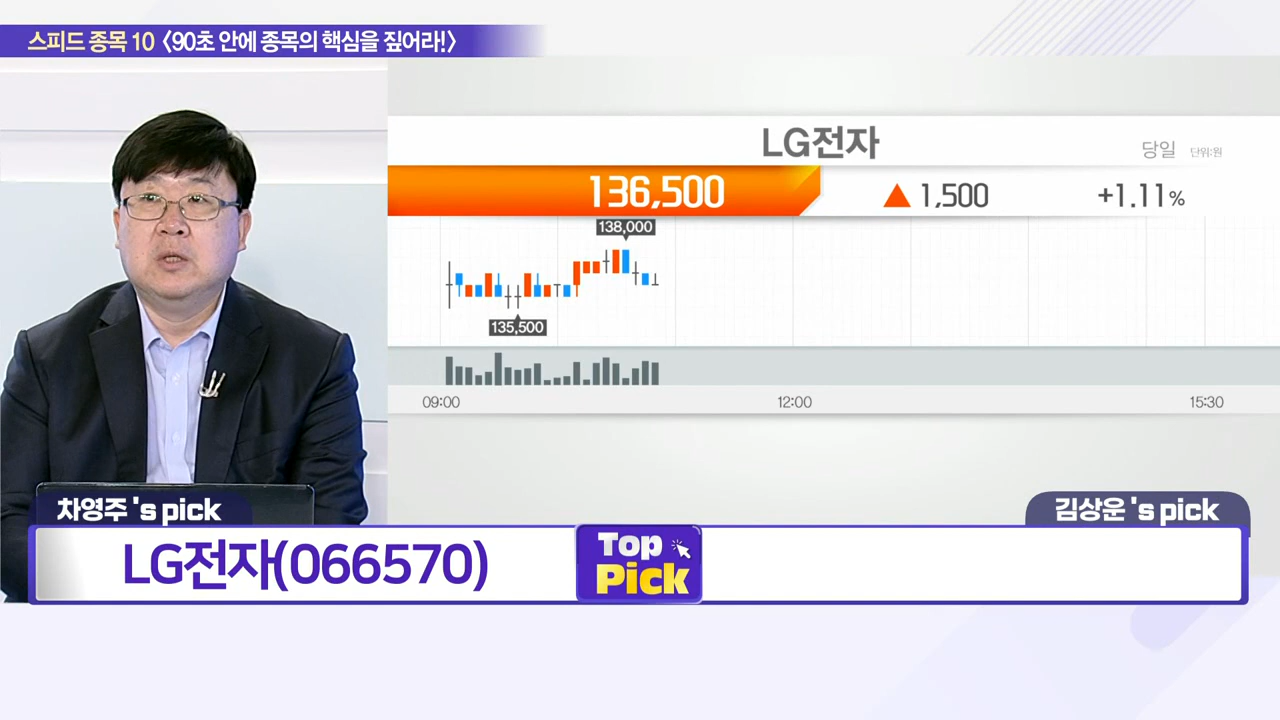 스피드 종목 10 <90초 안에 종목의 핵심을 짚어라!>
LG전자
당일 단위:원
136,500 ▲ 1,500 +1.11%
138,000
135,500
09:00 12:00 15:30
차영주 's pick
김상운 's pick
LG전자(066570)
Top
Pick